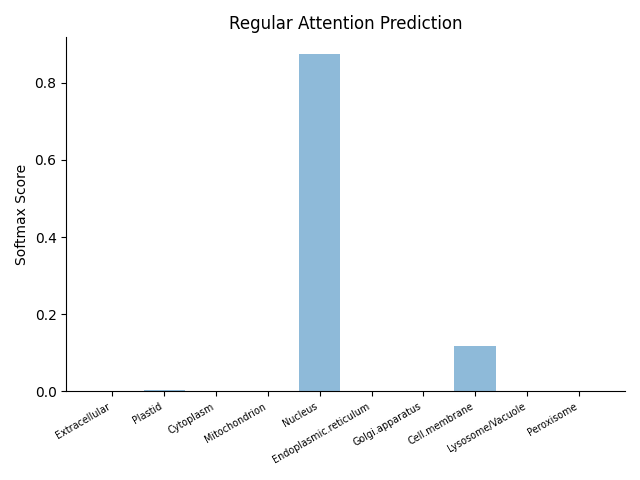 Regular Attention Prediction
Softmax Score
0.8
0.6
0.4
0.2
0.0
Extracellular
Plastid
Cytoplasm
Mitochondrion
Nucleus
Endoplasmic.reticulum
Golgi.apparatus
Cell.membrane
Lysosome/Vacuole
Peroxisome